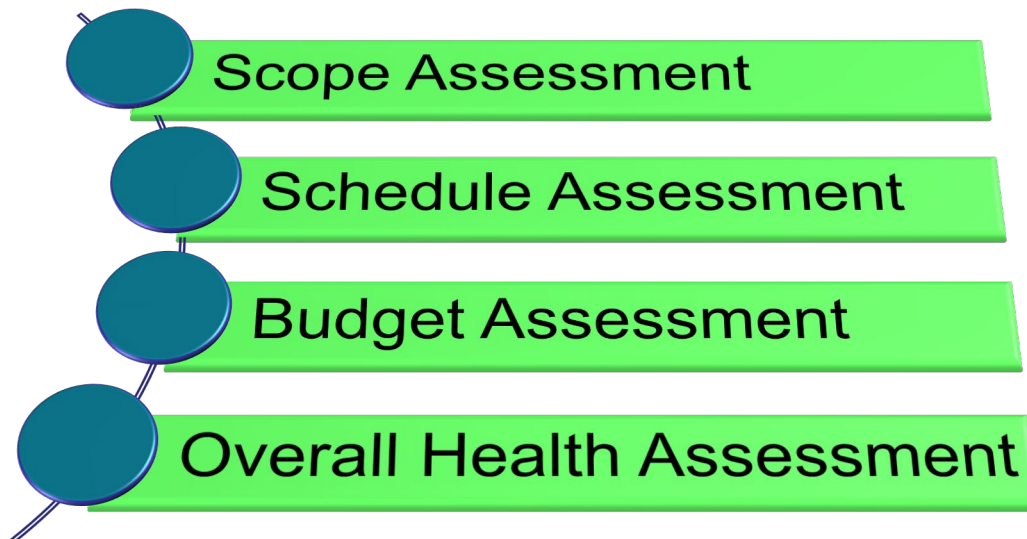 Scope Assessment
Schedule Assessment
Budget Assessment
Overall Health Assessment